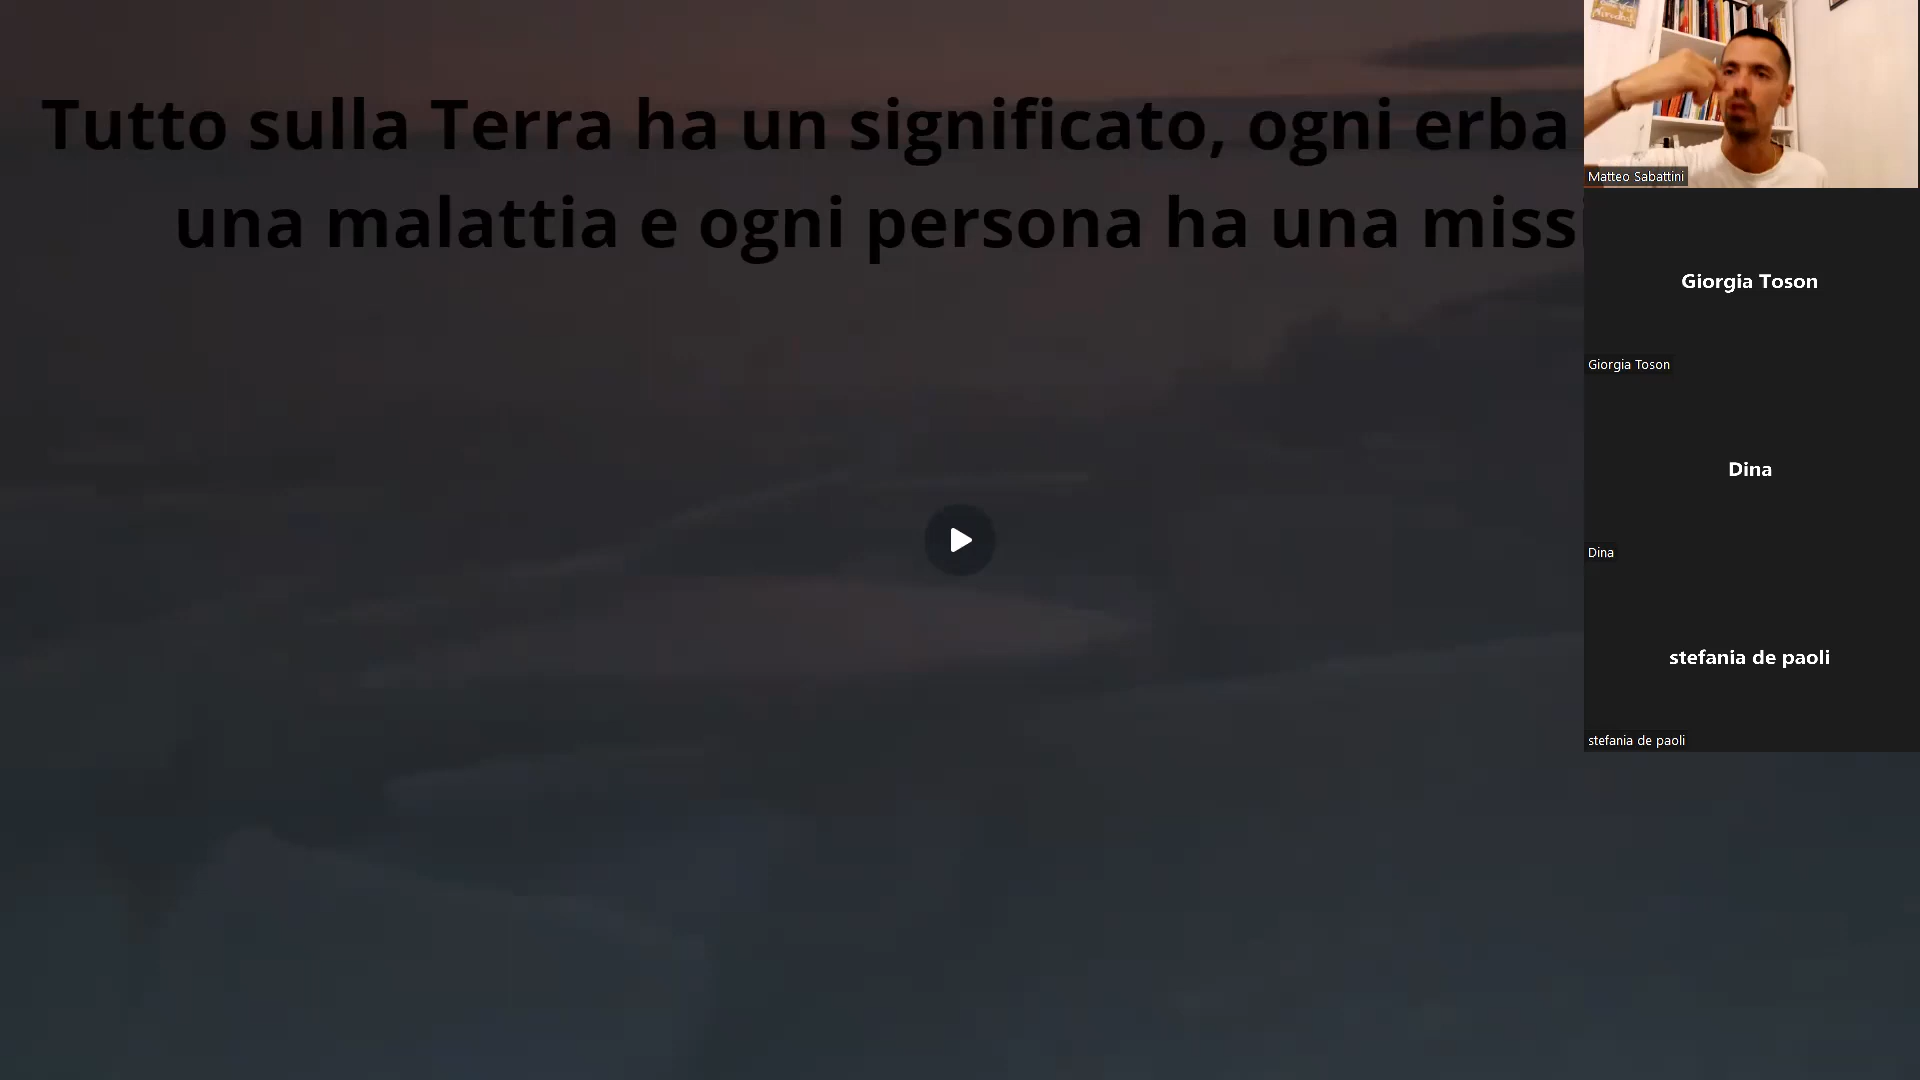 Tutto sulla Terra ha un significato, ogni erba
una malattia e ogni persona ha una miss
Matteo Sabattini
Giorgia Toson
Giorgia Toson
Dina
Dina
stefania de paoli
stefania de paoli